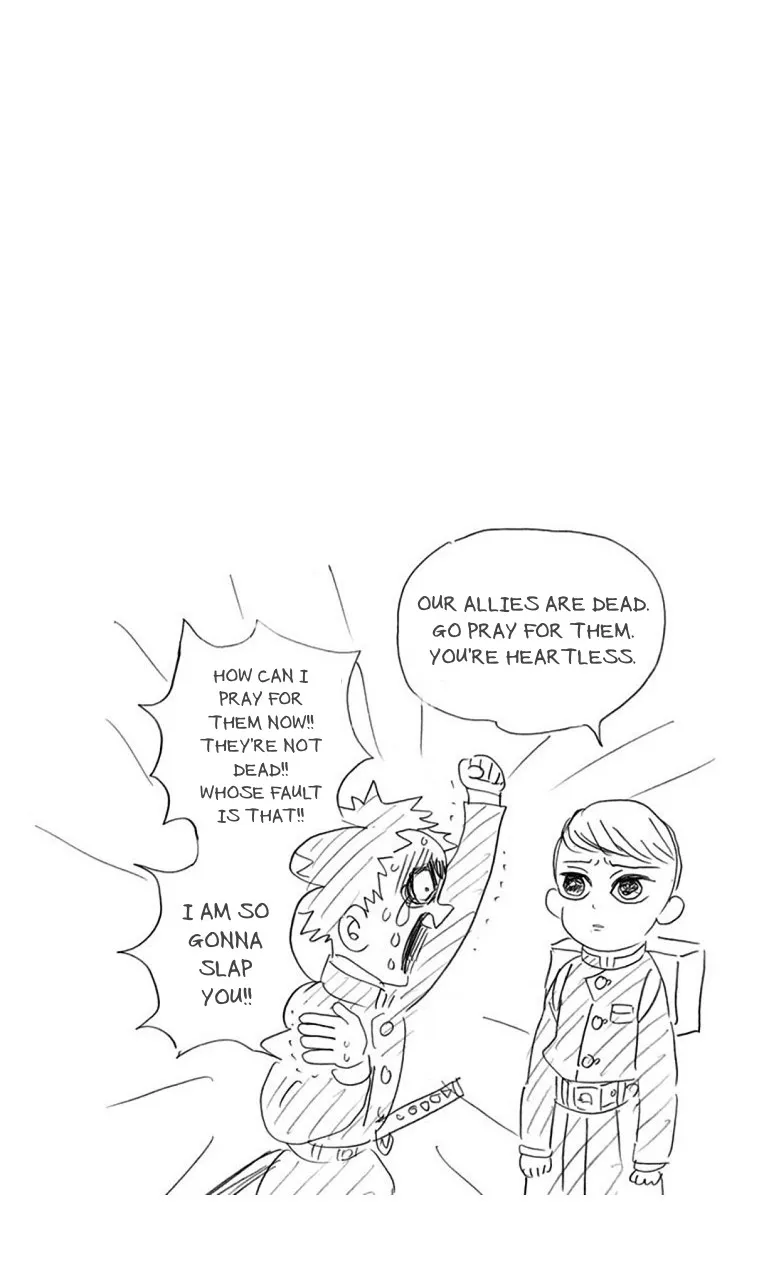 OUR ALLIES ARE DEAD.
GO PRAY FOR THEM.
YOU'RE HEARTLESS.
HOW CAN I
PRAY FOR
THEM NOW!!
THEY'RE NOT
DEAD!!
WHOSE FAULT
IS THAT!!
I AM SO
GONNA
SLAP
YOU!!